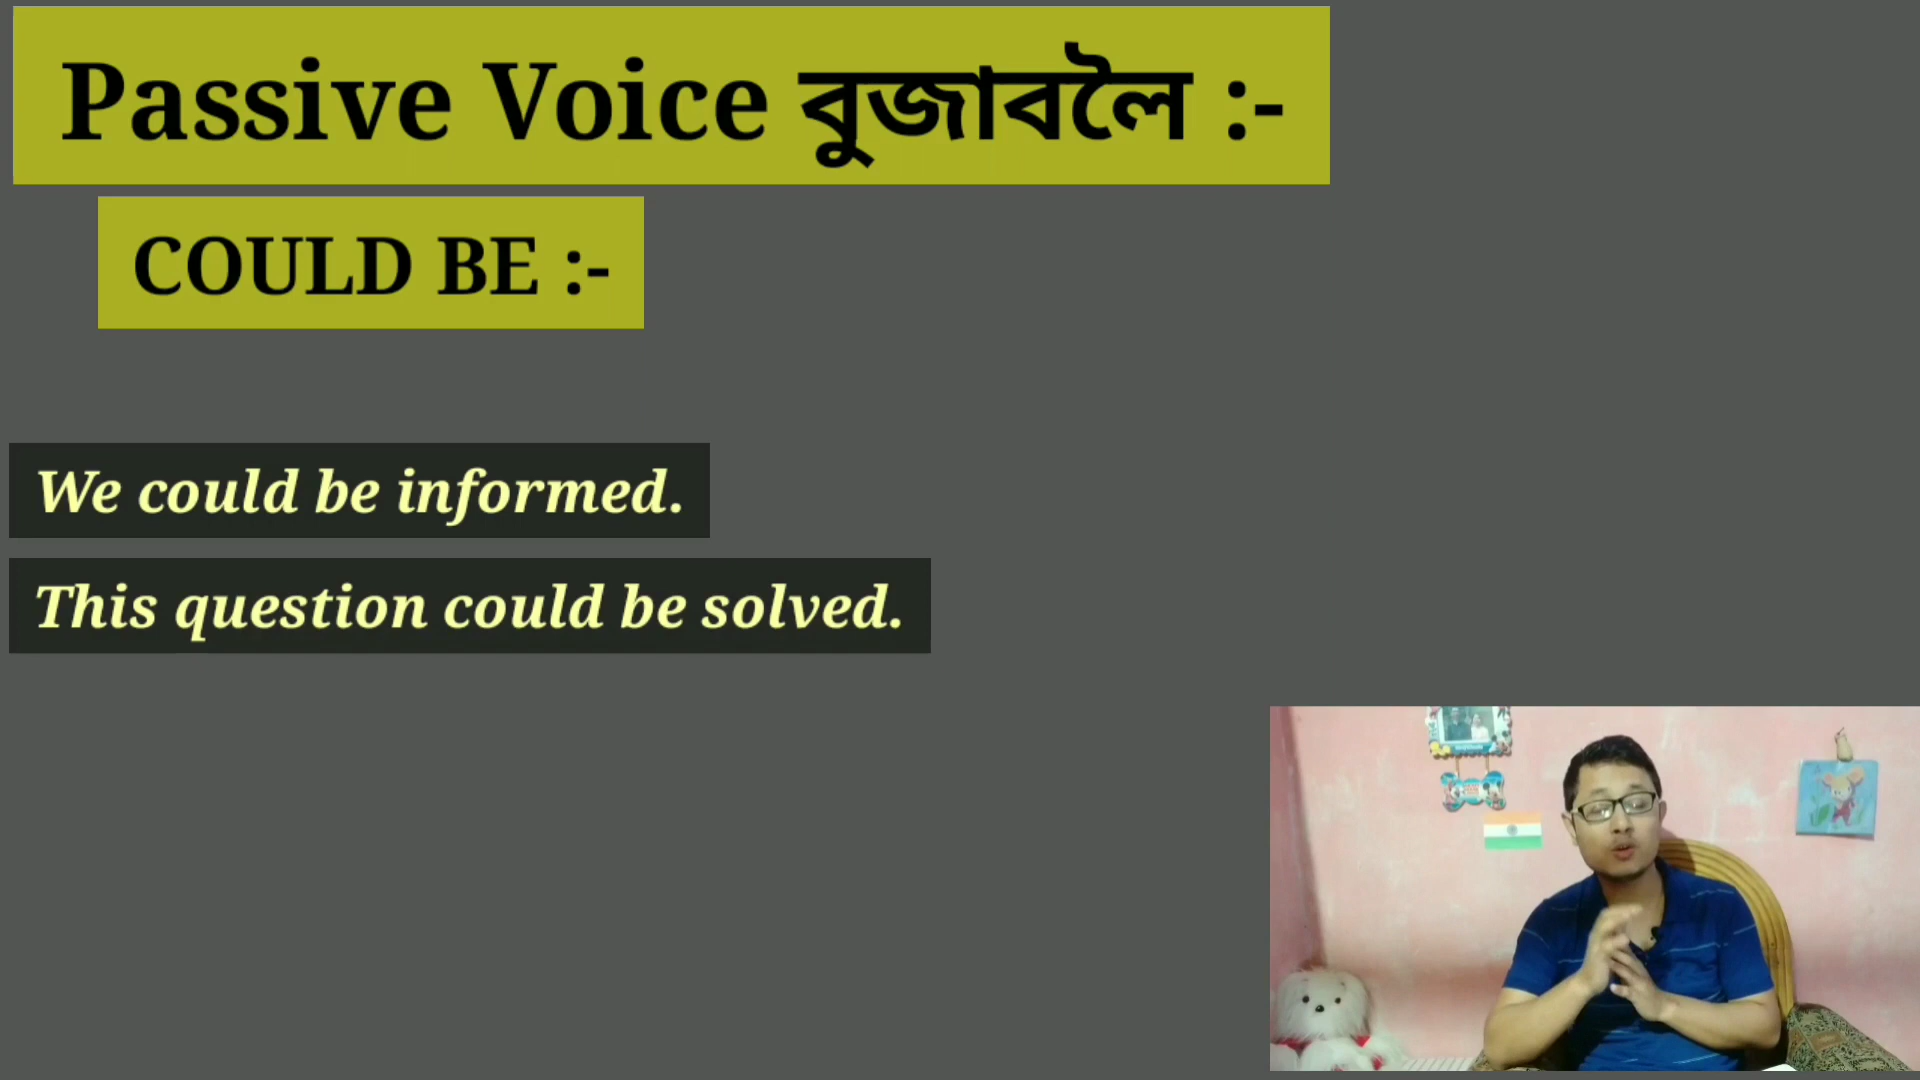 Passive Voice বুজাবলৈ :-
COULD BE :-
We could be informed.
This question could be solved.